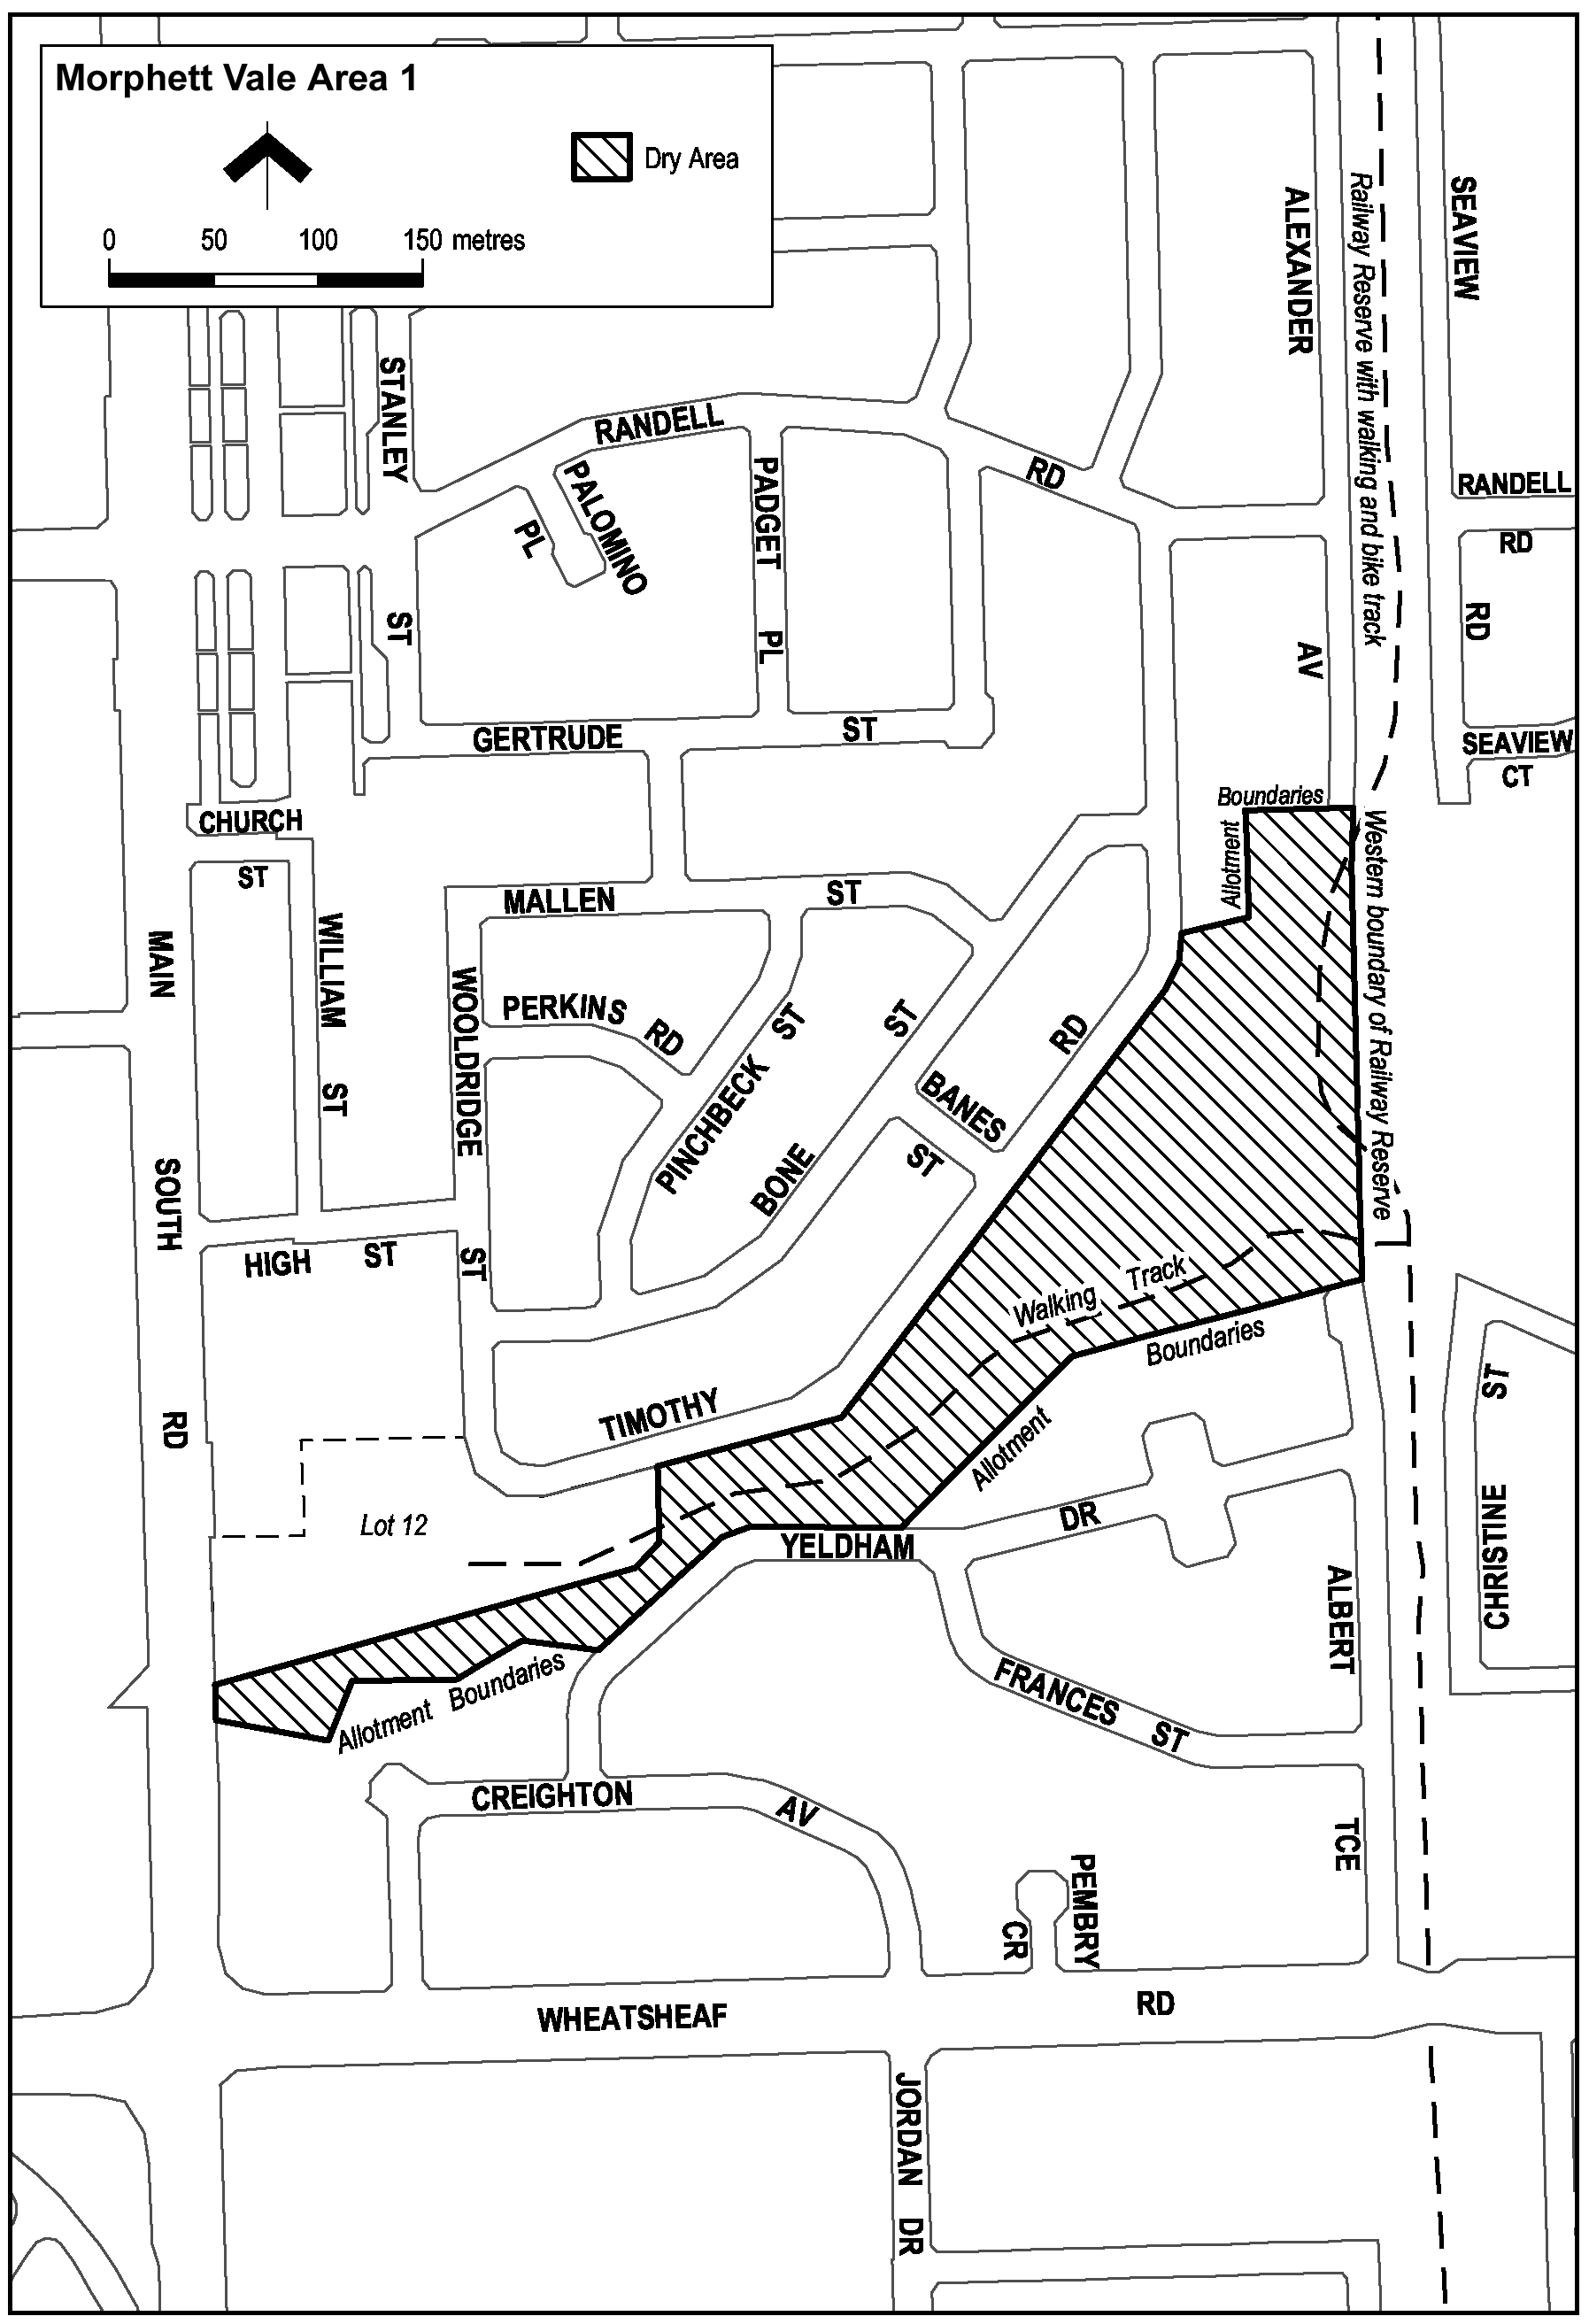 Morphett Vale Area 1
Dry Area
0 50 100 150 metres
SEAVIEW
ALEXANDER
Railway Reserve with walking and bike track
STANLEY
RANDELL
RD
PALOMINO
PL
PADGET
PL
RANDELL
RD
RD
ST
AV
GERTRUDE
ST
SEAVIEW
CT
Boundaries
Allotment
CHURCH
ST
MALLEN
ST
Western boundary of Railway Reserve
MAIN
WILLIAM
WOOLDRIDGE
PERKINS
RD
ST
ST
RD
ST
PINCHBECK
BANES
ST
BONE
SOUTH
HIGH
ST
ST
Walking
Track
Boundaries
ST
RD
TIMOTHY
Allotment
Lot 12
DR
YELDHAM
CHRISTINE
ALBERT
Allotment
Boundaries
FRANCES
ST
CREIGHTON
AV
TCE
PEMBRY
CR
WHEATSHEAF
RD
JORDAN
DR